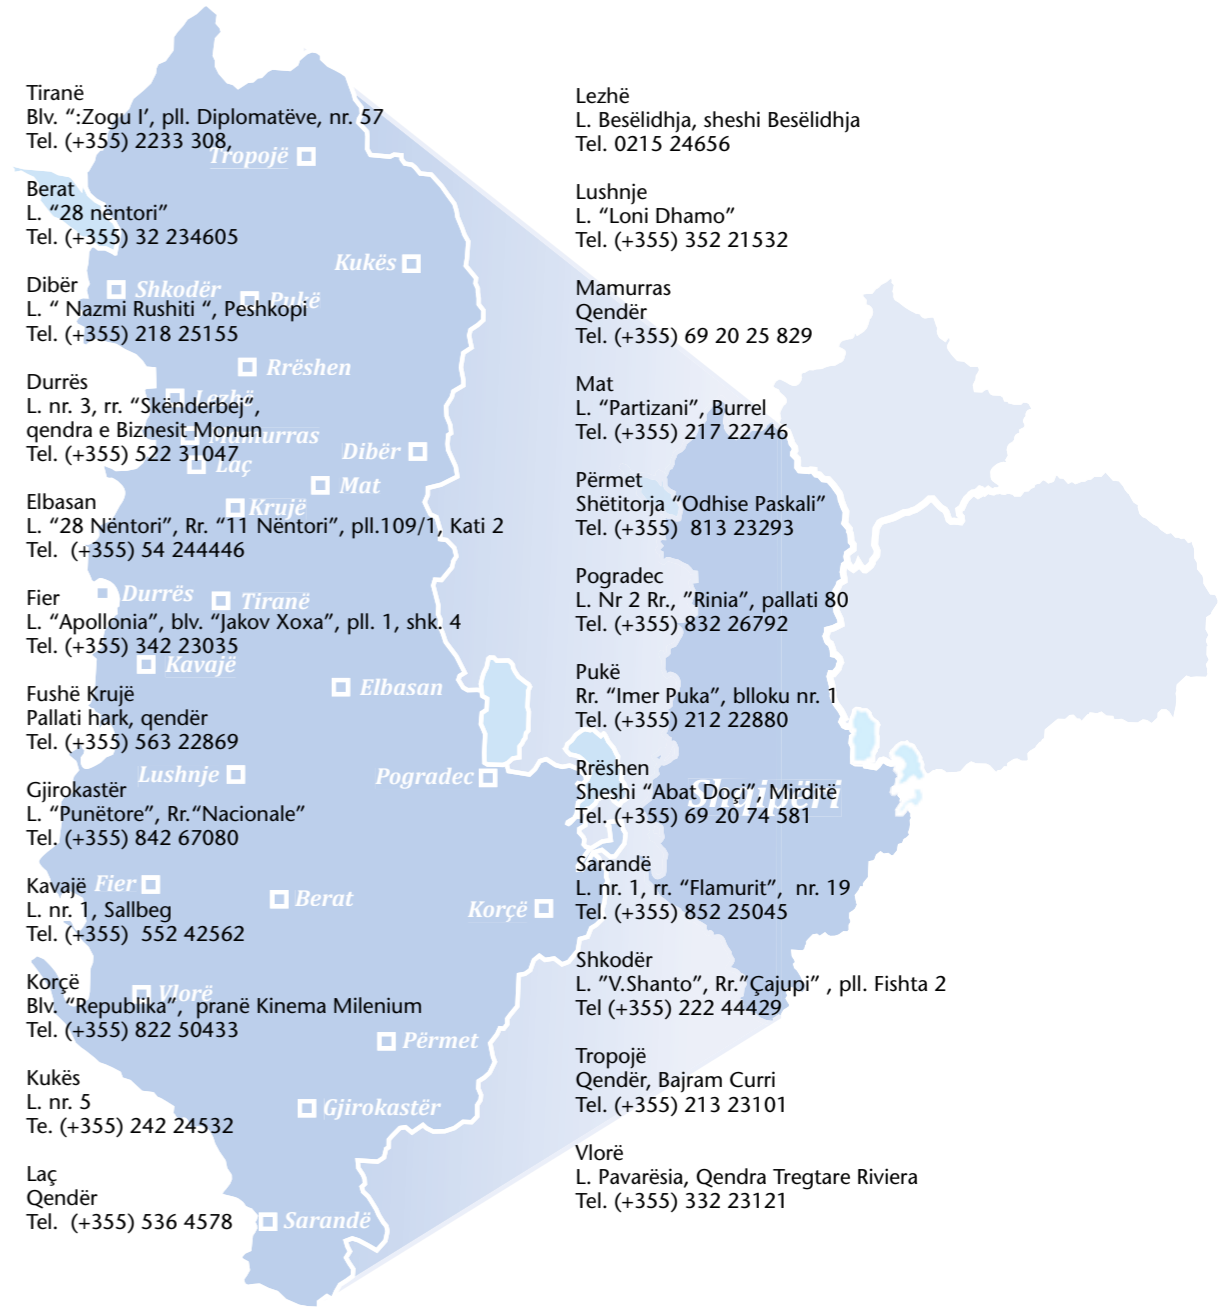 Tiranë
Blv. “:Zogu I’, pll. Diplomatëve, nr. 57
Tel. (+355) 2233 308,

Berat
L. “28 nëntori”
Tel. (+355) 32 234605

Dibër
L. “ Nazmi Rushiti “, Peshkopi
Tel. (+355) 218 25155

Durrës
L. nr. 3, rr. “Skënderbej”,
qendra e Biznesit Monun
Tel. (+355) 522 31047

Elbasan
L. “28 Nëntori”, Rr. “11 Nëntori”, pll.109/1, Kati 2
Tel.  (+355) 54 244446

Fier
L. “Apollonia”, blv. “Jakov Xoxa”, pll. 1, shk. 4
Tel. (+355) 342 23035

Fushë Krujë
Pallati hark, qendër
Tel. (+355) 563 22869

Gjirokastër
L. “Punëtore”, Rr.“Nacionale”
Tel. (+355) 842 67080

Kavajë
L. nr. 1, Sallbeg
Tel. (+355)  552 42562

Korçë
Blv. “Republika”,  pranë Kinema Milenium
Tel. (+355) 822 50433

Kukës
L. nr. 5
Te. (+355) 242 24532

Laç
Qendër
Tel.  (+355) 536 4578

Lezhë
L. Besëlidhja, sheshi Besëlidhja
Tel. 0215 24656

Lushnje
L. “Loni Dhamo”
Tel. (+355) 352 21532

Mamurras
Qendër
Tel. (+355) 69 20 25 829

Mat
L. “Partizani”, Burrel
Tel. (+355) 217 22746

Përmet
Shëtitorja “Odhise Paskali”
Tel. (+355)  813 23293

Pogradec
L. Nr 2 Rr., ”Rinia”, pallati 80
Tel. (+355) 832 26792

Pukë
Rr. “Imer Puka”, blloku nr. 1
Tel. (+355) 212 22880

Rrëshen
Sheshi “Abat Doçi”, Mirditë
Tel. (+355) 69 20 74 581

Sarandë
L. nr. 1, rr. “Flamurit”,  nr. 19
Tel. (+355) 852 25045

Shkodër
L. ”V.Shanto”, Rr.”Çajupi” , pll. Fishta 2
Tel (+355) 222 44429

Tropojë
Qendër, Bajram Curri
Tel. (+355) 213 23101

Vlorë
L. Pavarësia, Qendra Tregtare Riviera
Tel. (+355) 332 23121

Tropojë
Kukës
Shkodër
Pukë
Rrëshen
Lezhë
Mamurras
Dibër
Laç
Mat
Krujë
Durrës
Tiranë
Kavajë
Elbasan
Lushnje
Pogradec
Fier
Berat
Korçë
Vlorë
Përmet
Gjirokastër
Sarandë
Shqipëri